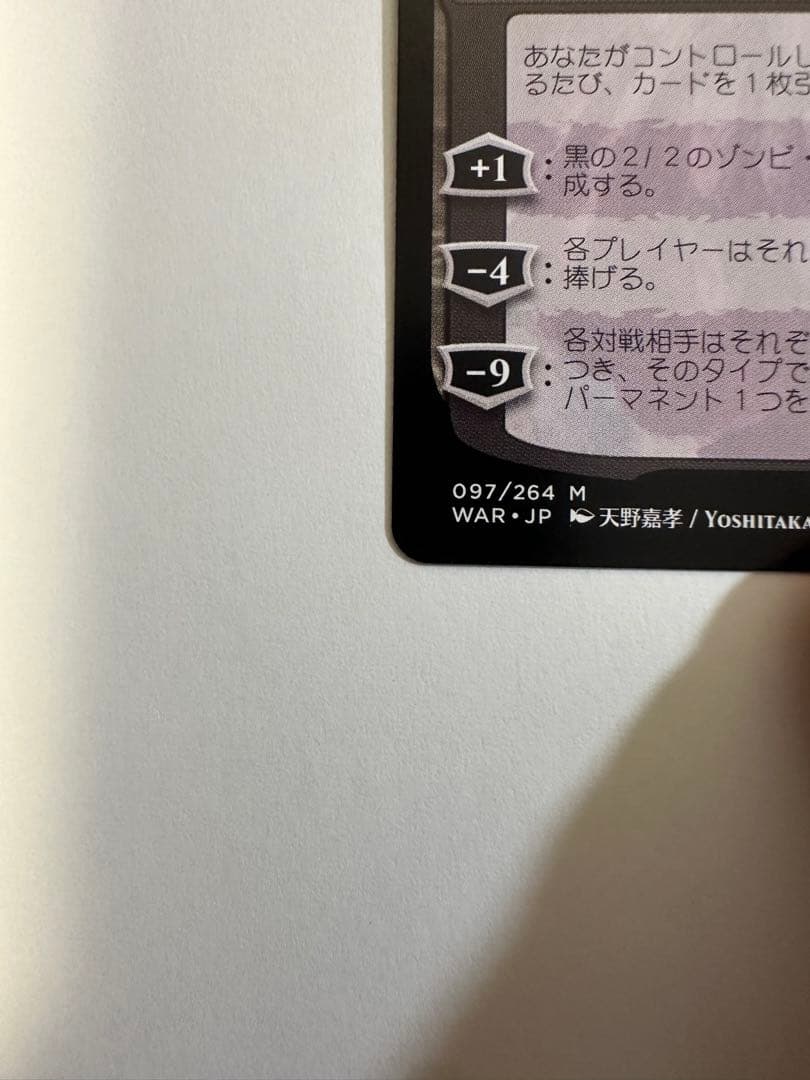 あなたがコントロールし
るたび、カードを1枚引
+1 : 黒の2/2のゾンビ・
成する。
-4 : 各プレイヤーはそれ
捧げる。
-9 : 各対戦相手はそれぞ
つき、そのタイプで
パーマネント1つを
097/264 M
WAR・JP 天野嘉孝 / YOSHITAKA